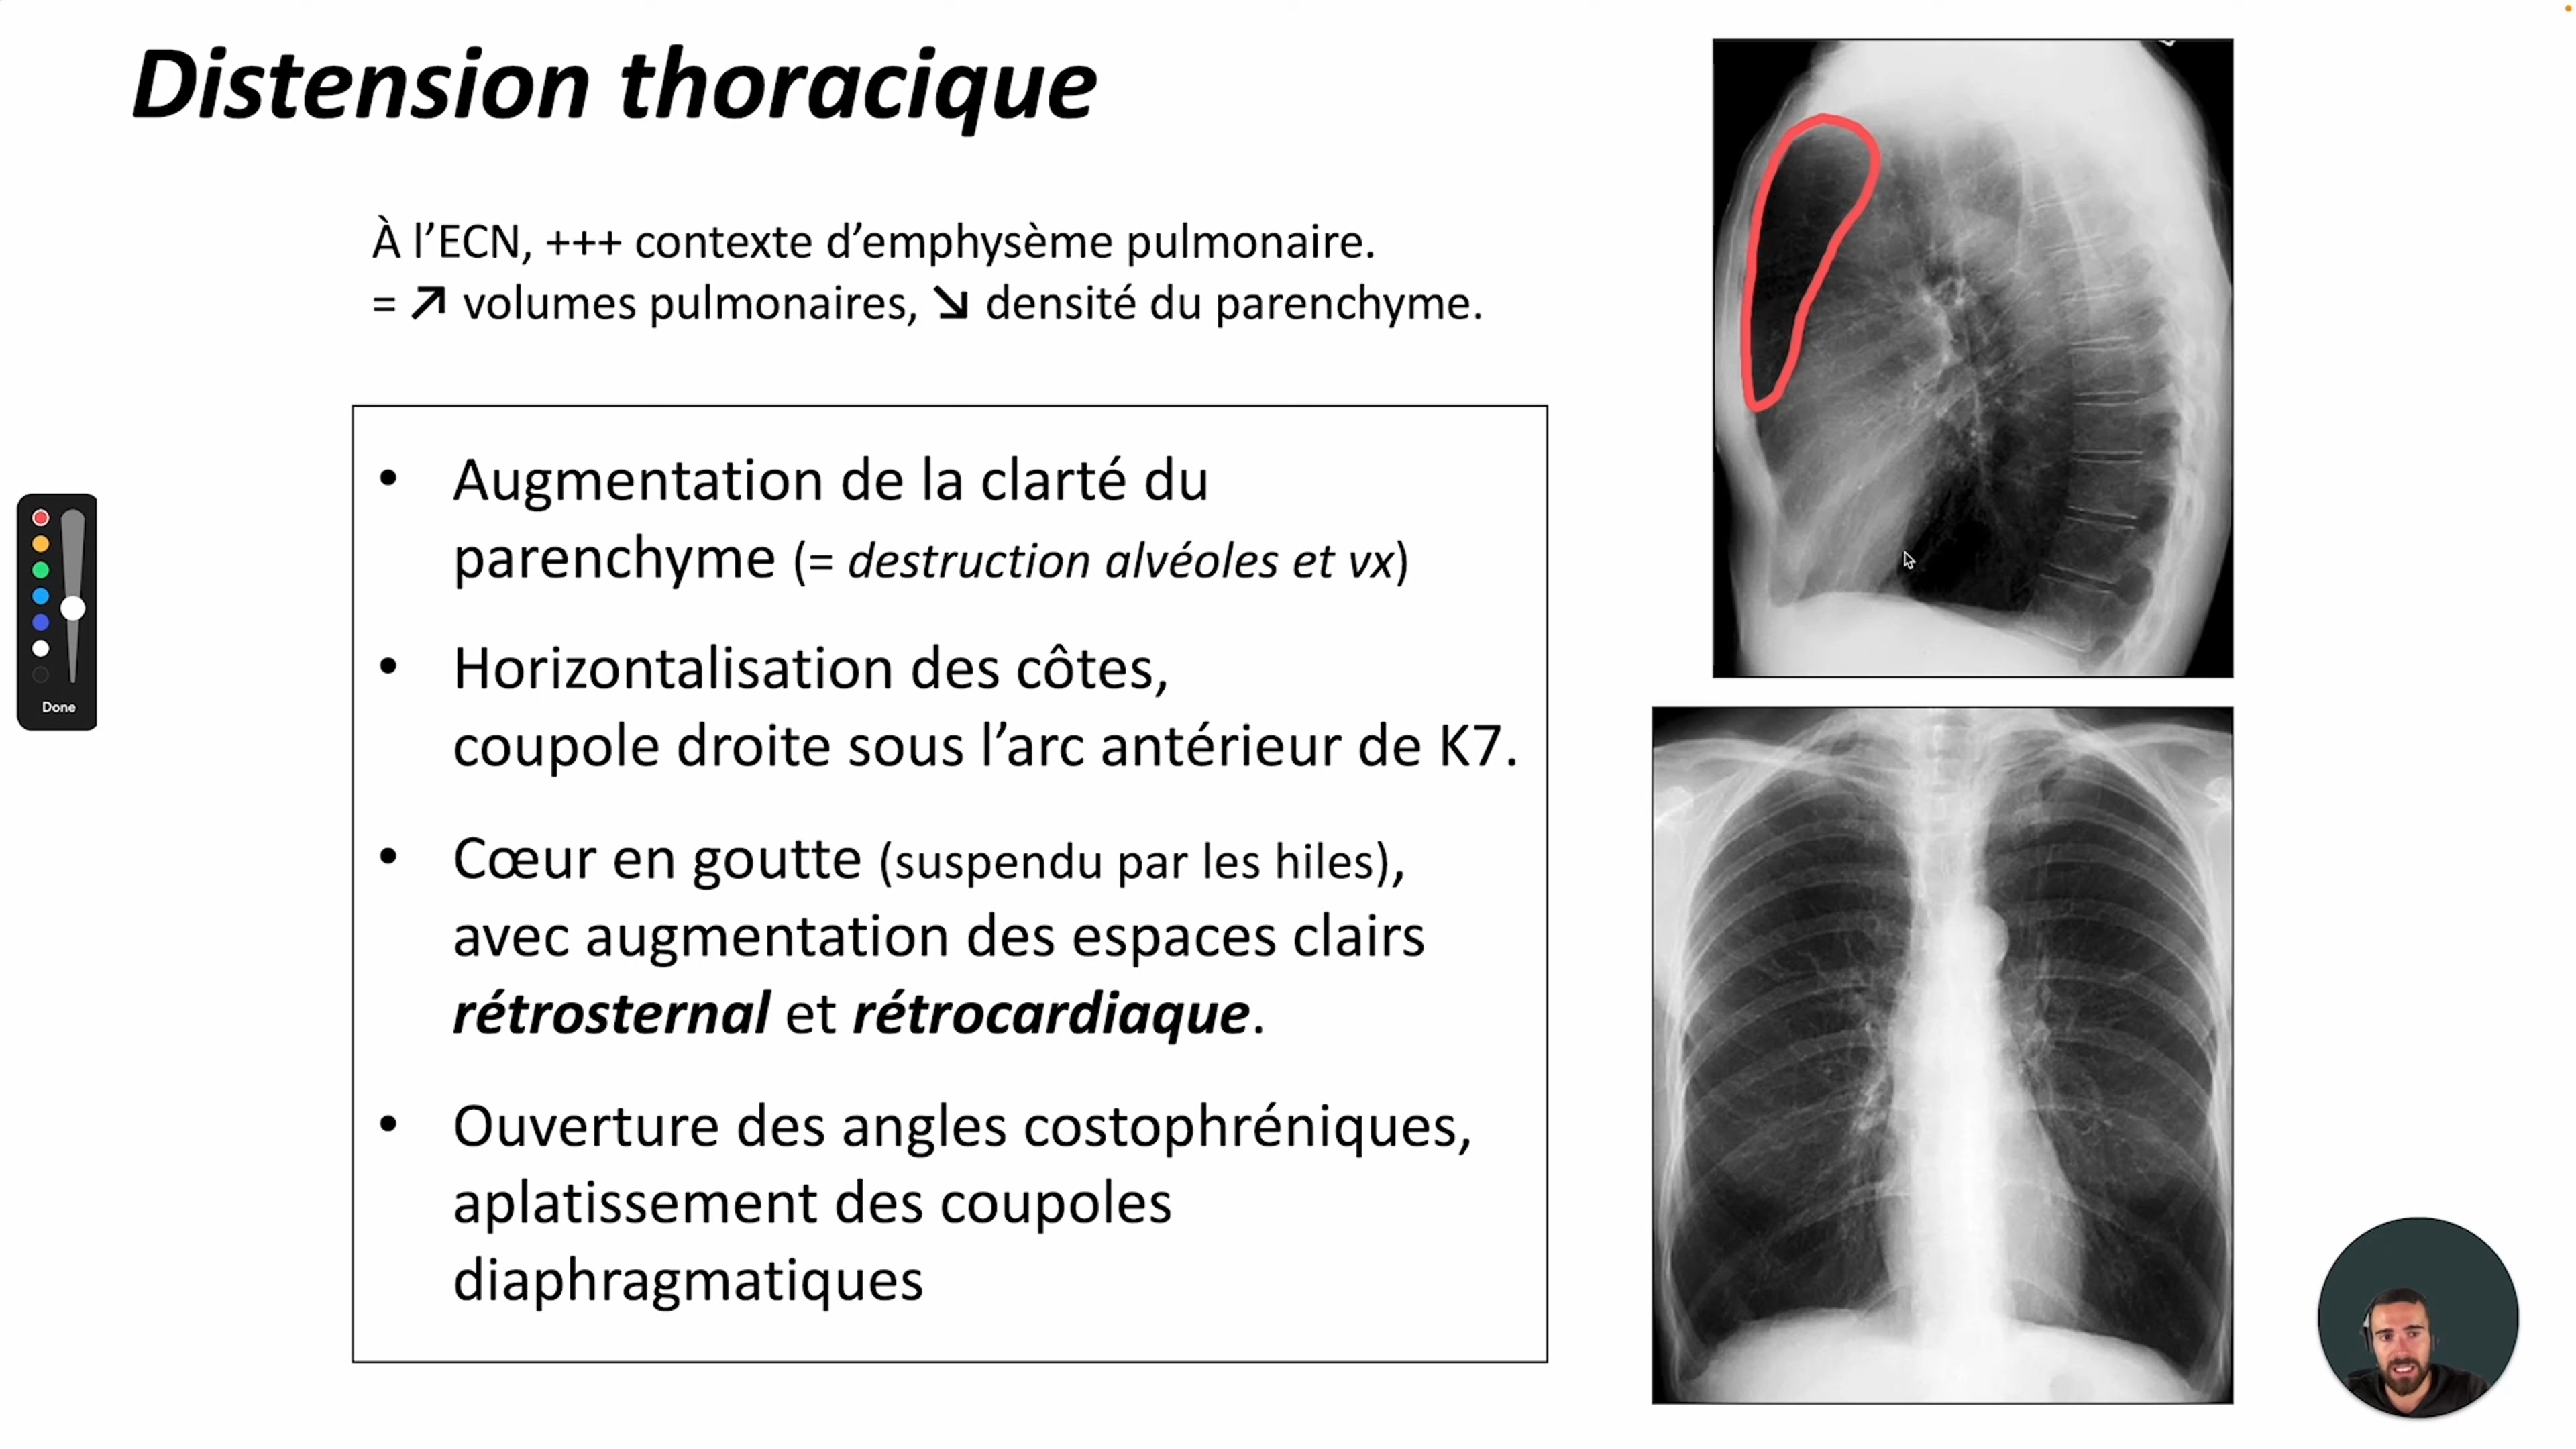 Distension thoracique
À l’ECN, +++ contexte d’emphysème pulmonaire.
= ↗ volumes pulmonaires, ↘ densité du parenchyme.
• Augmentation de la clarté du
parenchyme (= destruction alvéoles et vx)
• Horizontalisation des côtes,
coupole droite sous l’arc antérieur de K7.
• Cœur en goutte (suspendu par les hiles),
avec augmentation des espaces clairs
rétrosternal et rétrocardiaque.
• Ouverture des angles costophréniques,
aplatissement des coupoles
diaphragmatiques
Done